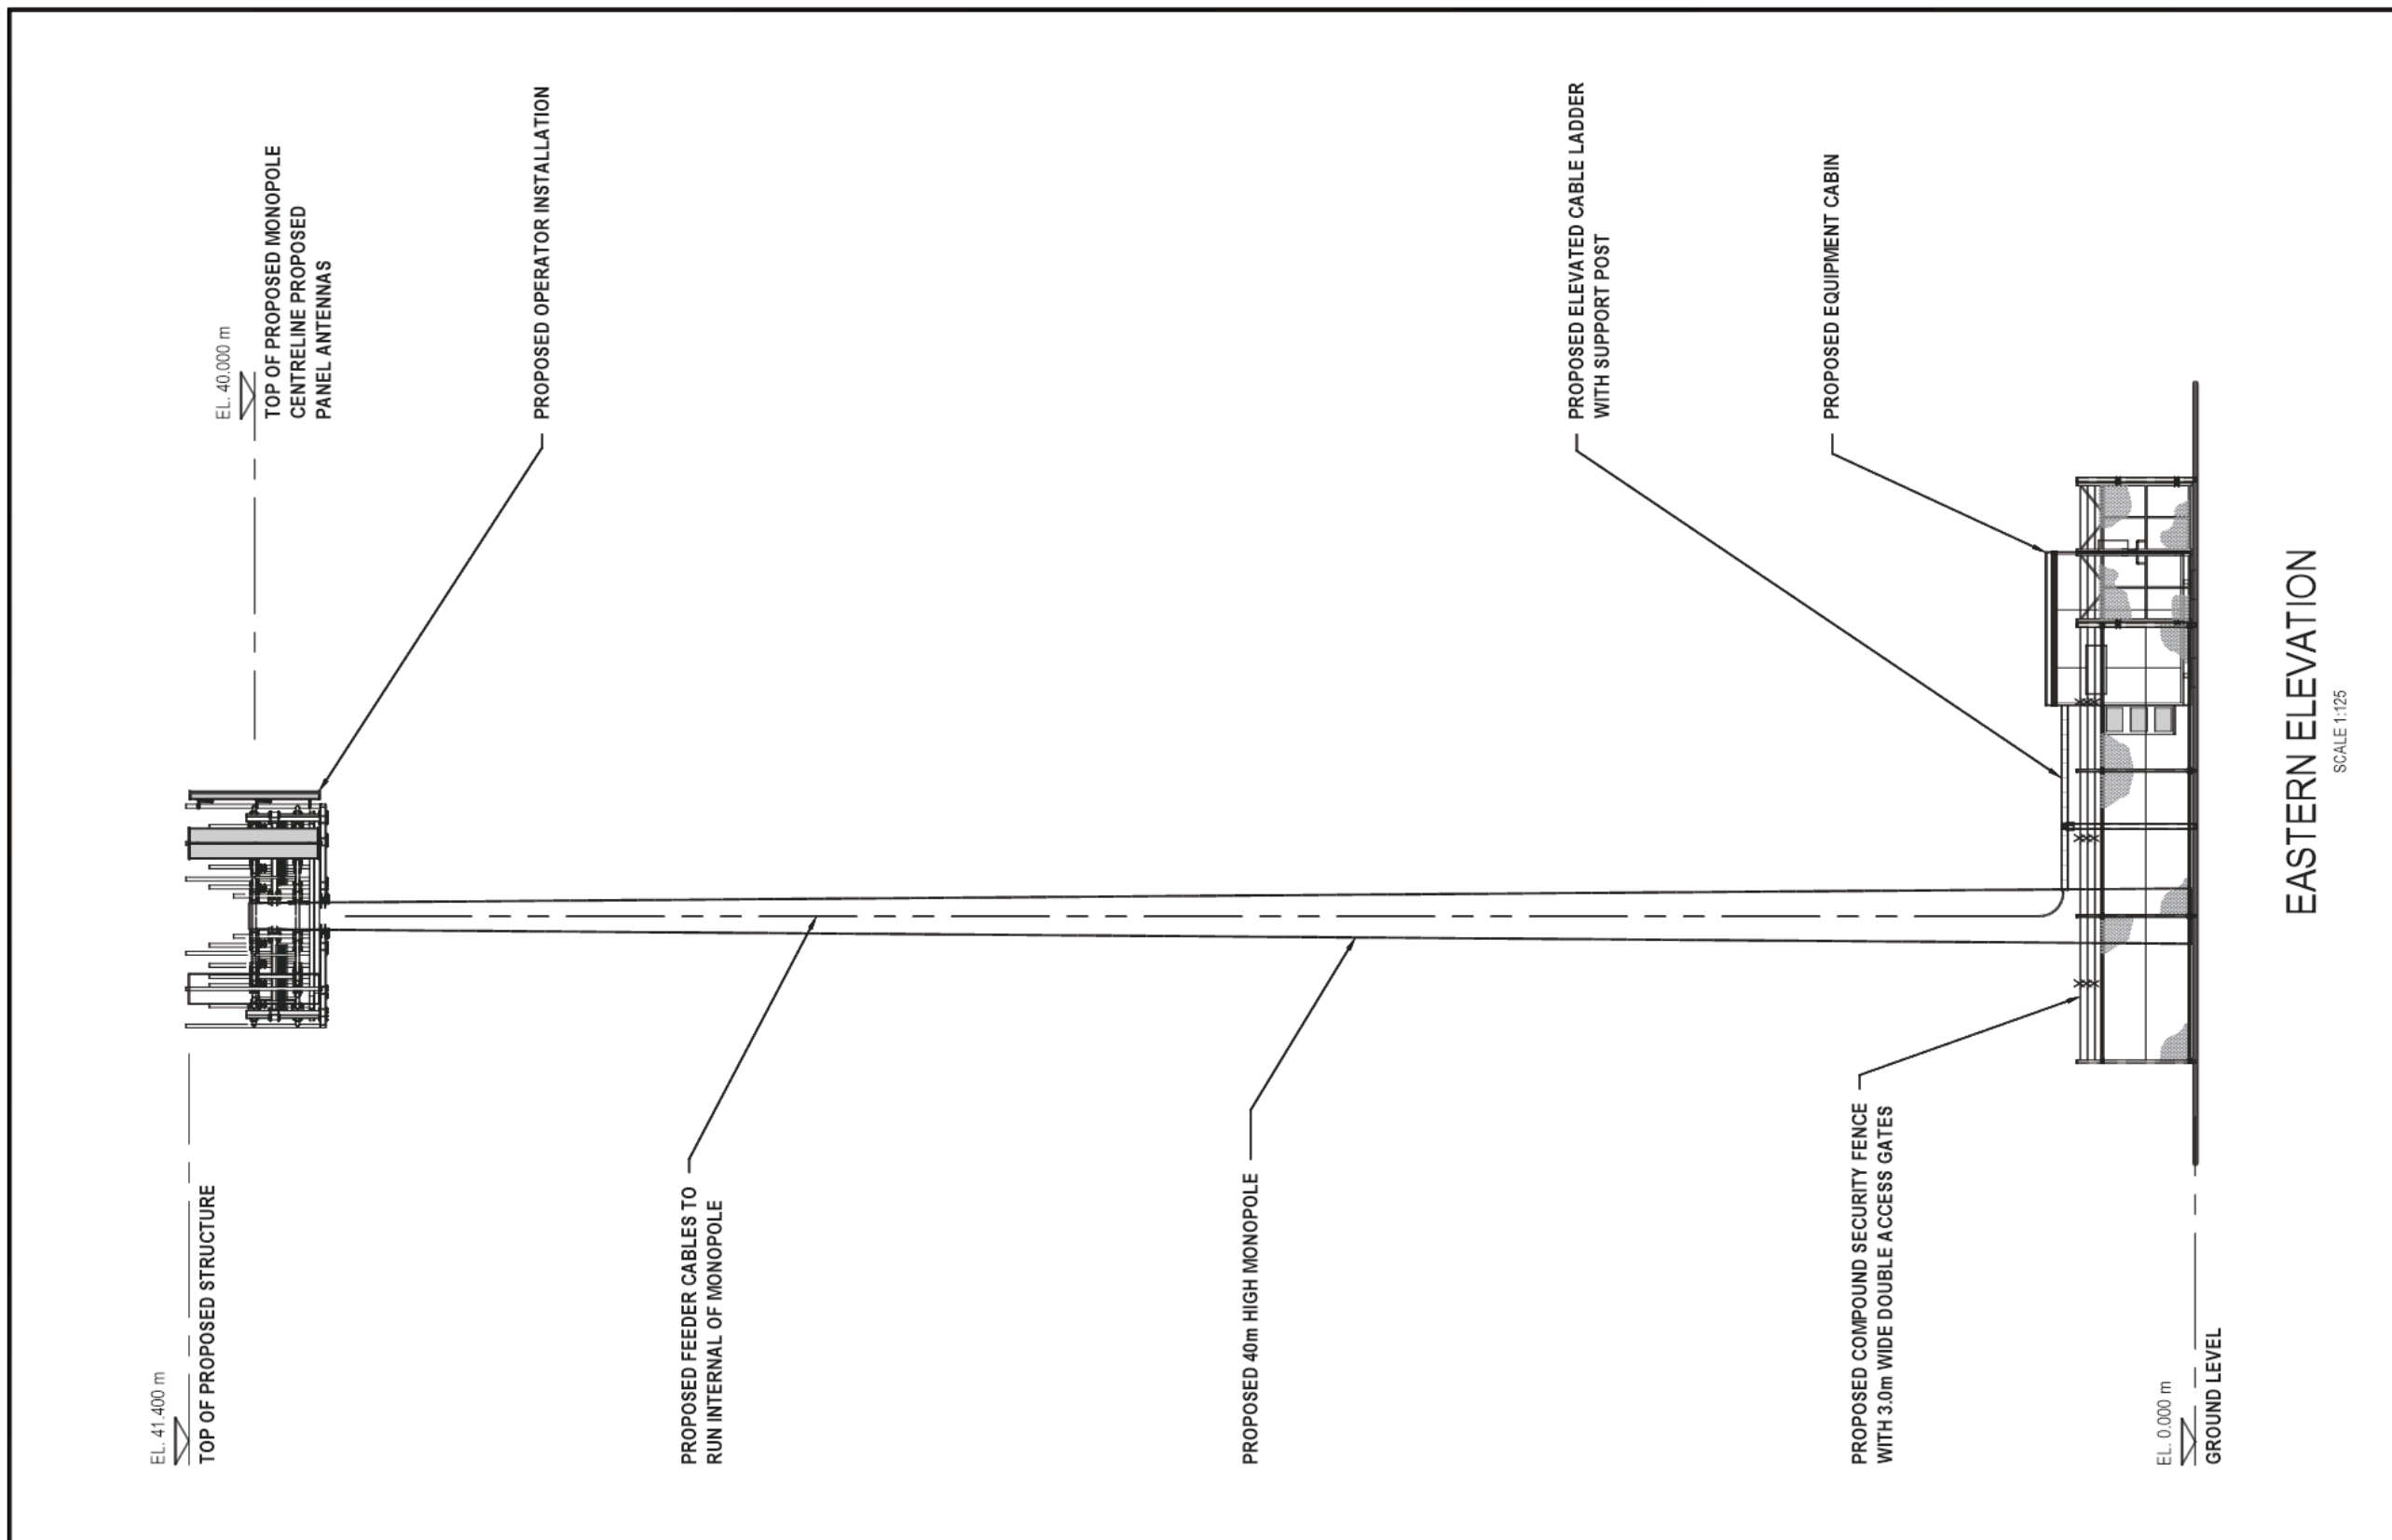 EL. 41.400 m
TOP OF PROPOSED STRUCTURE
EL. 40.000 m
TOP OF PROPOSED MONOPOLE
CENTRELINE PROPOSED
PANEL ANTENNAS
PROPOSED OPERATOR INSTALLATION
PROPOSED FEEDER CABLES TO
RUN INTERNAL OF MONOPOLE
PROPOSED 40m HIGH MONOPOLE
PROPOSED ELEVATED CABLE LADDER
WITH SUPPORT POST
PROPOSED EQUIPMENT CABIN
PROPOSED COMPOUND SECURITY FENCE
WITH 3.0m WIDE DOUBLE ACCESS GATES
EL. 0.000 m
GROUND LEVEL
EASTERN ELEVATION
SCALE 1:125